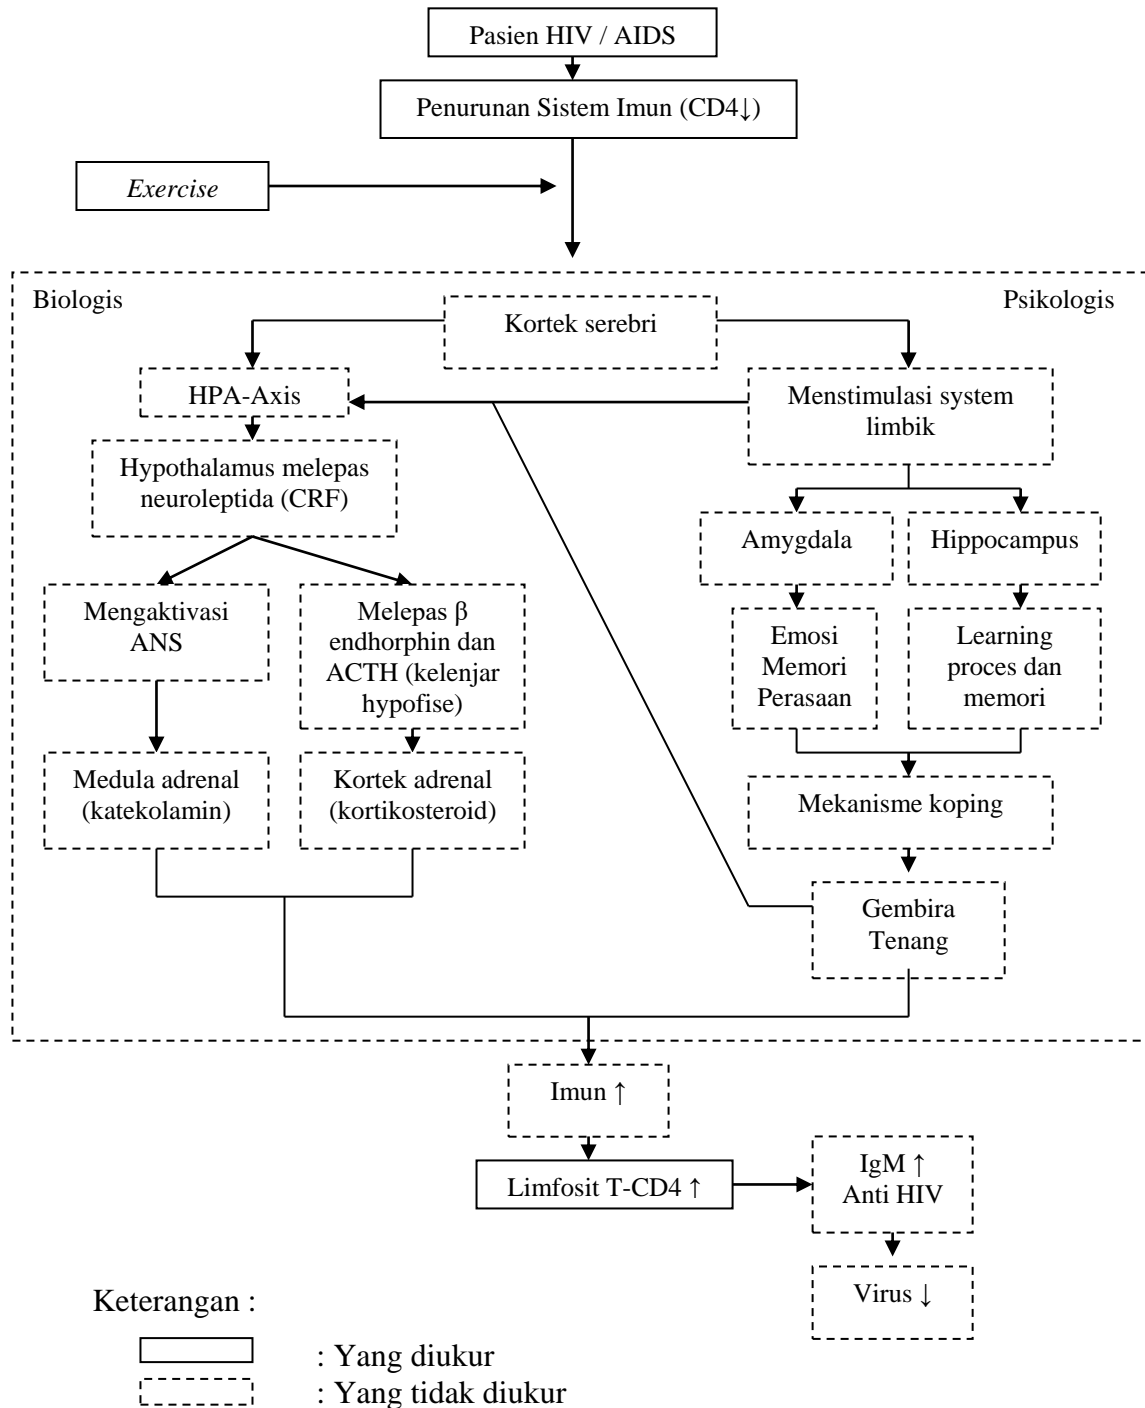 Pasien HIV / AIDS
Penurunan Sistem Imun (CD4↓)
Exercise
Biologis
Psikologis
Kortek serebri
HPA-Axis
Menstimulasi system
limbik
Hypothalamus melepas
neuroleptida (CRF)
Amygdala
Hippocampus
Mengaktivasi
ANS
Melepas β
endhorphin dan
ACTH (kelenjar
hypofise)
Emosi
Memori
Perasaan
Learning
proces dan
memori
Medula adrenal
(katekolamin)
Kortek adrenal
(kortikosteroid)
Mekanisme koping
Gembira
Tenang
Imun ↑
Limfosit T-CD4 ↑
IgM ↑
Anti HIV
Virus ↓
Keterangan :
: Yang diukur
: Yang tidak diukur